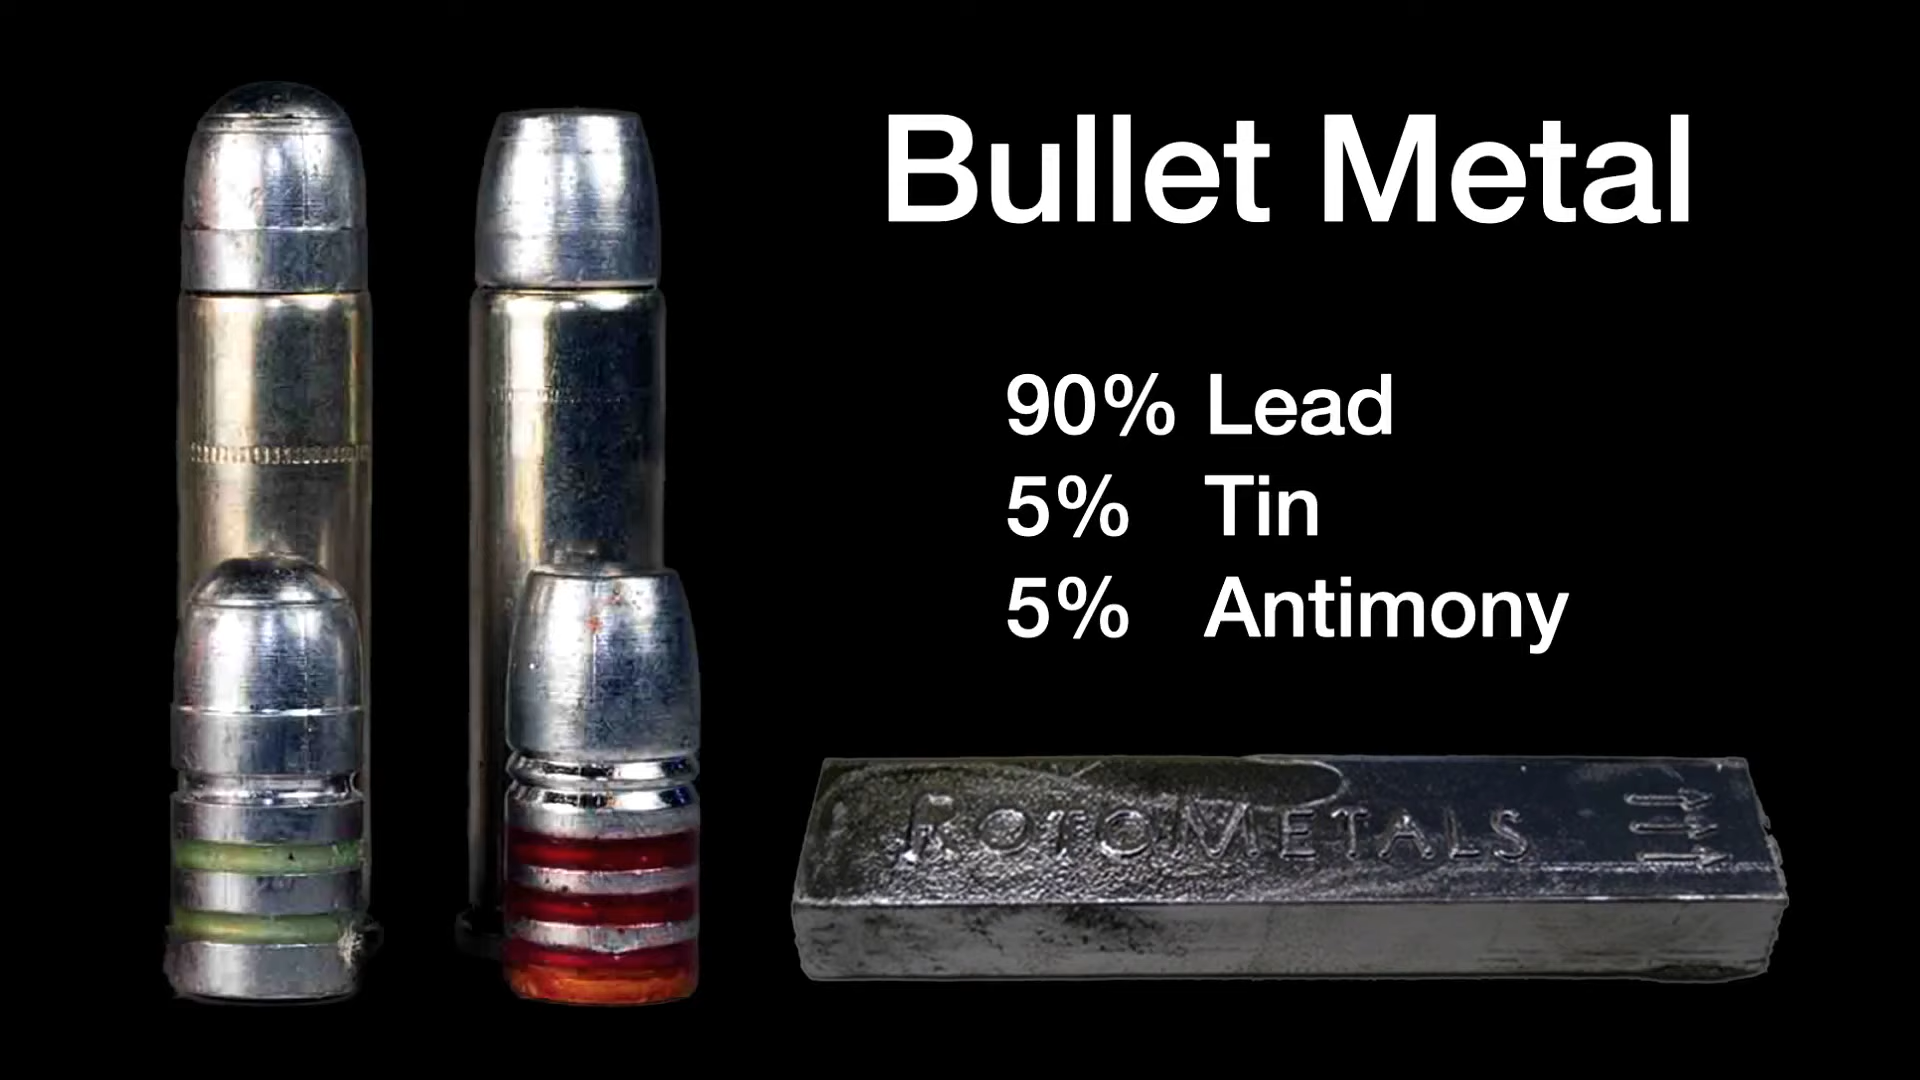 Bullet Metal
90% Lead
5% Tin
5% Antimony
ROTOMETALS